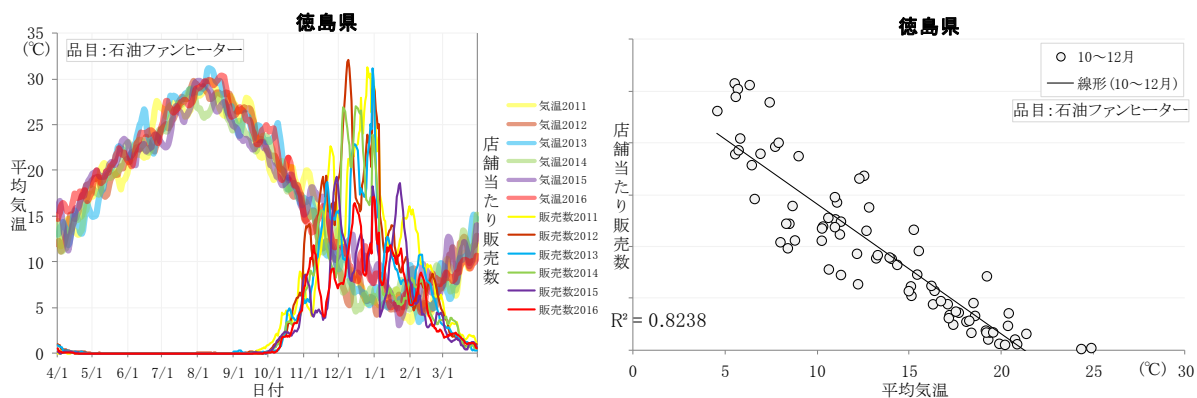 徳島県
35
(℃)
30
25
20
15
10
5
0
平均気温
品目：石油ファンヒーター
4/1 5/1 6/1 7/1 8/1 9/1 10/1 11/1 12/1 1/1 2/1 3/1
日付
店舗当たり販売数
気温2011
気温2012
気温2013
気温2014
気温2015
気温2016
販売数2011
販売数2012
販売数2013
販売数2014
販売数2015
販売数2016
徳島県
10～12月
線形(10～12月)
品目：石油ファンヒーター
店舗当たり販売数
R² = 0.8238
0 5 10 15 20 25 (℃) 30
平均気温